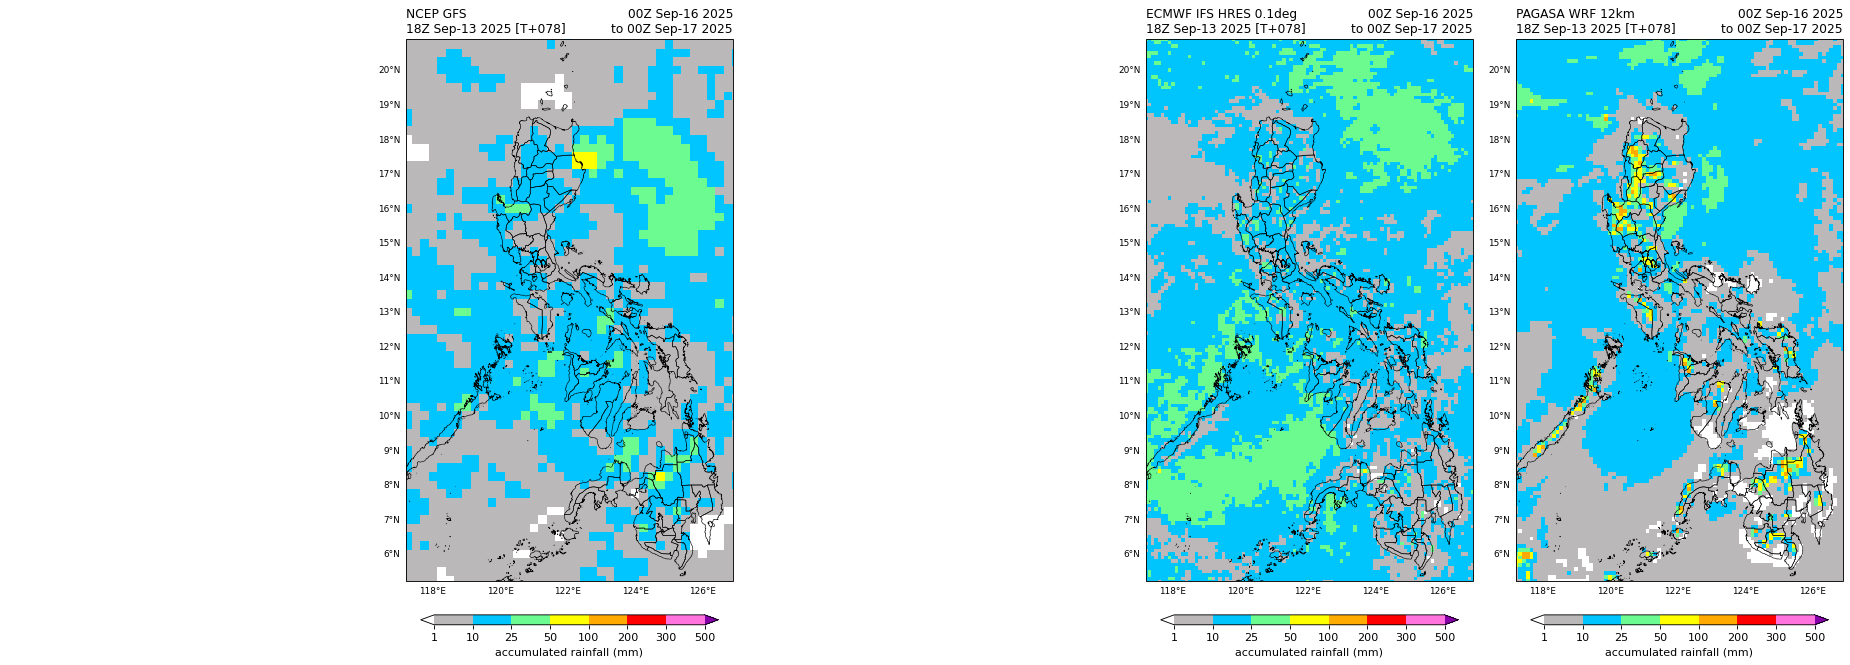 NCEP GFS 00Z Sep-16 2025
18Z Sep-13 2025 [T+078] to 00Z Sep-17 2025
20°N
19°N
18°N
17°N
16°N
15°N
14°N
13°N
12°N
11°N
10°N
9°N
8°N
7°N
6°N
118°E 120°E 122°E 124°E 126°E
1 10 25 50 100 200 300 500
accumulated rainfall (mm)
ECMWF IFS HRES 0.1deg 00Z Sep-16 2025
18Z Sep-13 2025 [T+078] to 00Z Sep-17 2025
20°N
19°N
18°N
17°N
16°N
15°N
14°N
13°N
12°N
11°N
10°N
9°N
8°N
7°N
6°N
118°E 120°E 122°E 124°E 126°E
1 10 25 50 100 200 300 500
accumulated rainfall (mm)
PAGASA WRF 12km 00Z Sep-16 2025
18Z Sep-13 2025 [T+078] to 00Z Sep-17 2025
20°N
19°N
18°N
17°N
16°N
15°N
14°N
13°N
12°N
11°N
10°N
9°N
8°N
7°N
6°N
118°E 120°E 122°E 124°E 126°E
1 10 25 50 100 200 300 500
accumulated rainfall (mm)